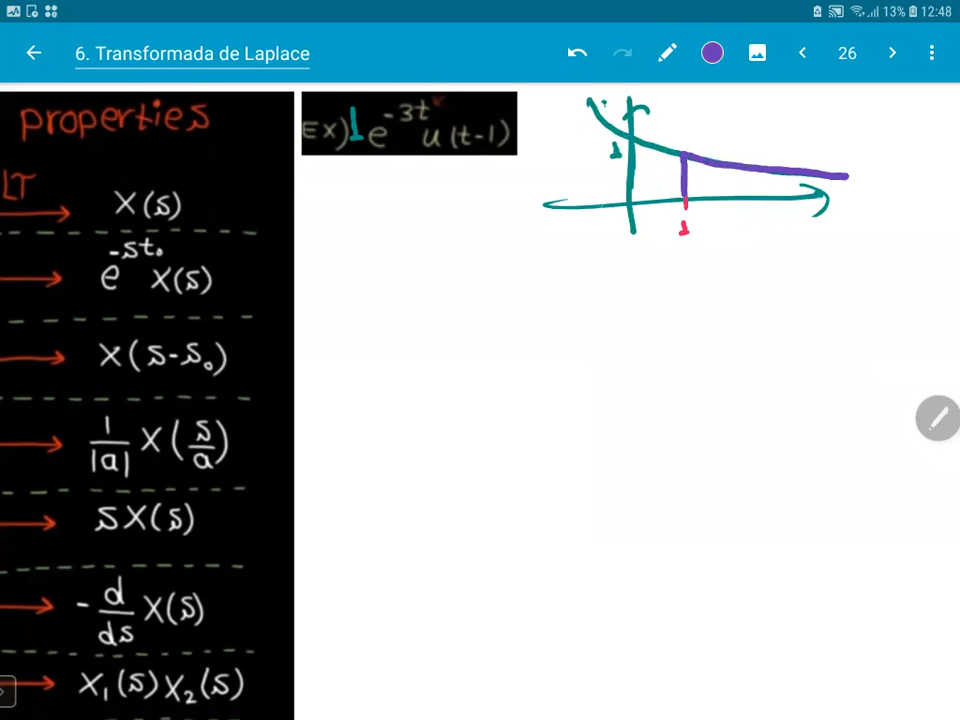 13% 12:48
6. Transformada de Laplace
26
properties
LT
X(s)
e^{-st₀} X(s)
X(s-s₀)
1/|a| X(s/a)
sX(s)
- d/ds X(s)
X₁(s)X₂(s)
Ex) 1 e^{-3t} u(t-1)
1
1